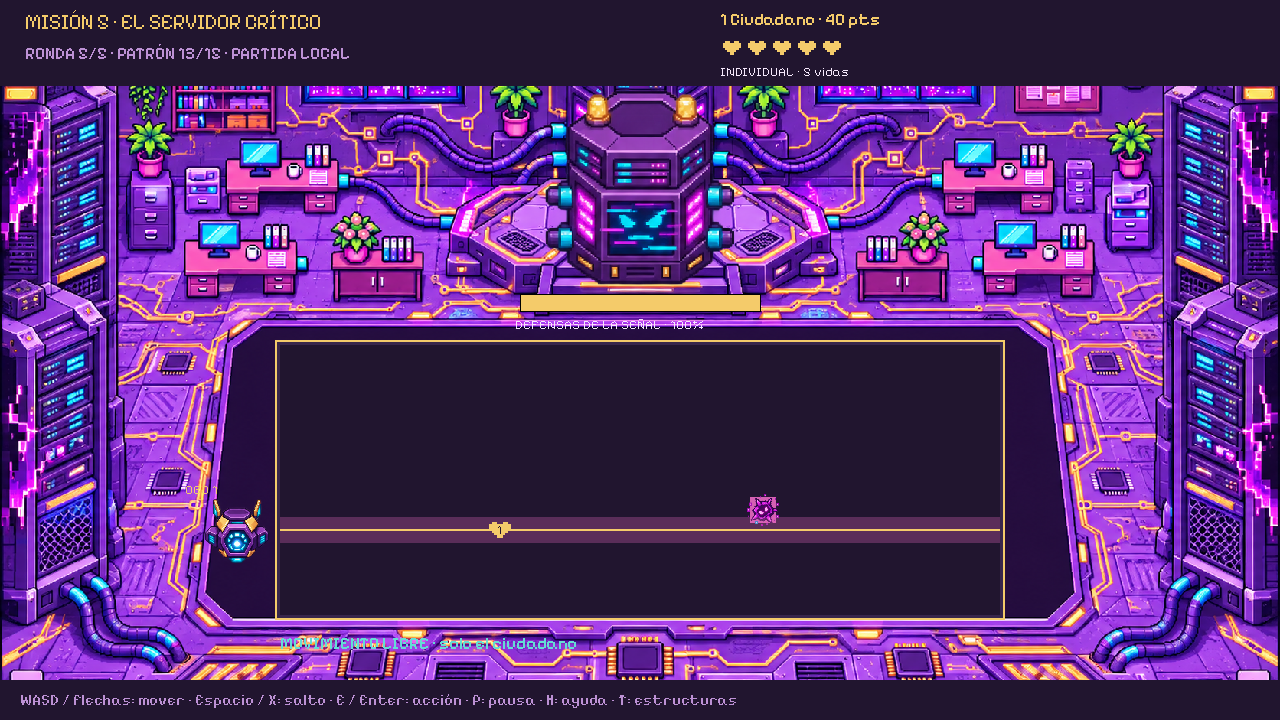 MISIÓN 5 · EL SERVIDOR CRÍTICO
RONDA 5/5 · PATRÓN 13/15 · PARTIDA LOCAL
1 Ciudadano · 40 pts
INDIVIDUAL · 5 vidas
DEFENSAS DE LA SEÑAL · 100%
1
MOVIMIENTO LIBRE · guía el ciudadano
WASD / flechas: mover · Espacio / X: salto · E / Enter: acción · P: pausa · H: ayuda · T: estructuras